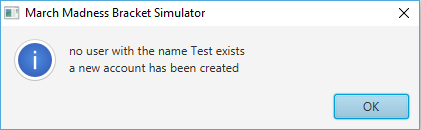 March Madness Bracket Simulator
no user with the name Test exists
a new account has been created
OK